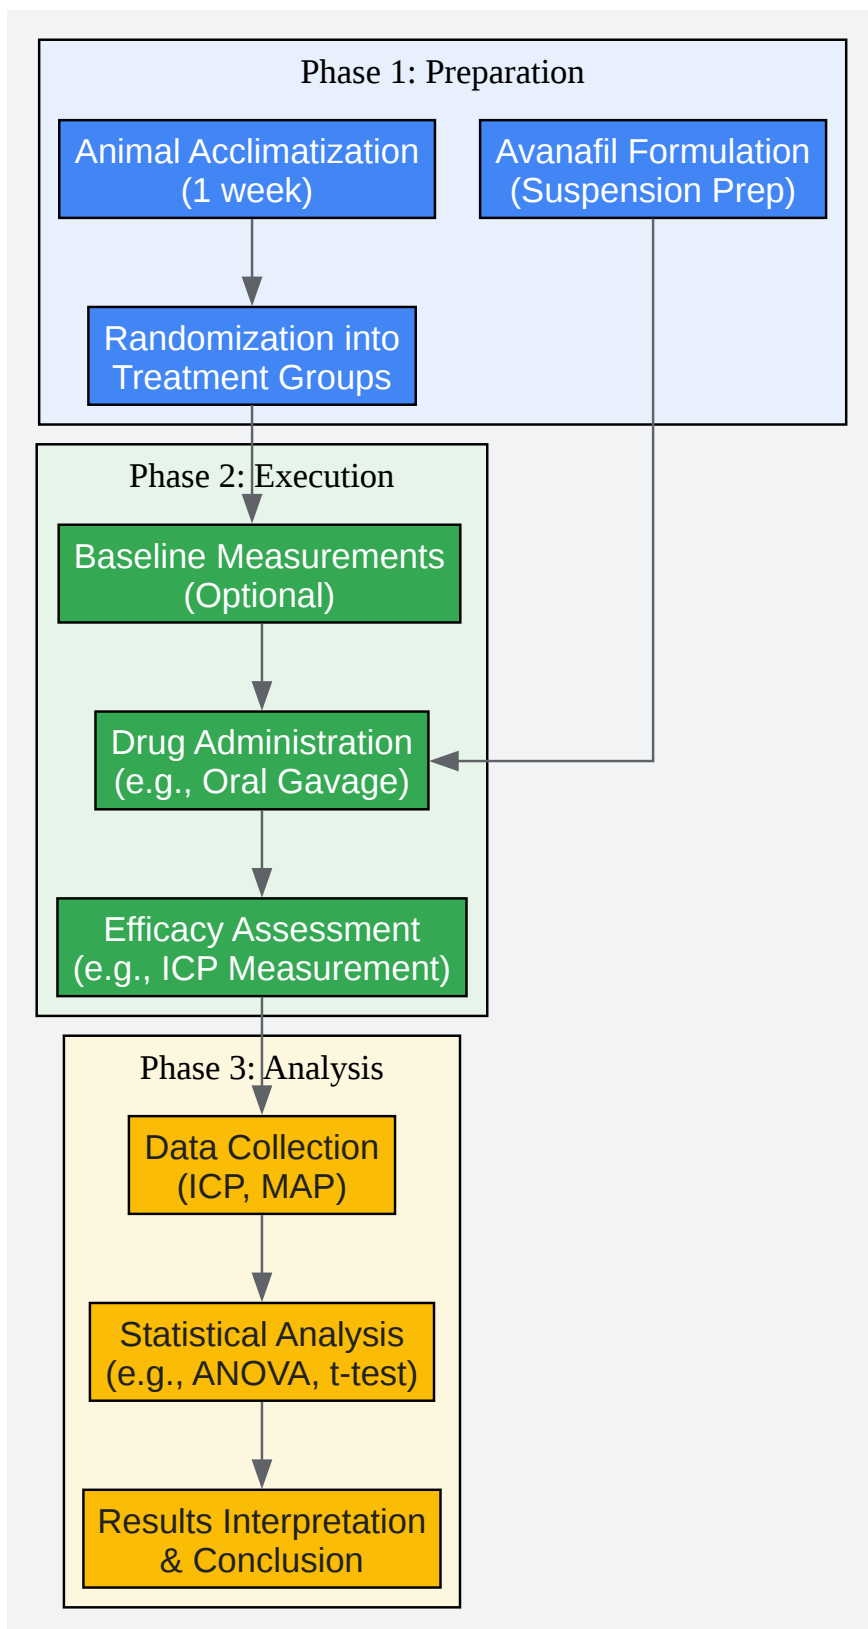 Phase 1: Preparation
Animal Acclimatization
(1 week)
Avanafil Formulation
(Suspension Prep)
Randomization into
Treatment Groups
Phase 2: Execution
Baseline Measurements
(Optional)
Drug Administration
(e.g., Oral Gavage)
Efficacy Assessment
(e.g., ICP Measurement)
Phase 3: Analysis
Data Collection
(ICP, MAP)
Statistical Analysis
(e.g., ANOVA, t-test)
Results Interpretation
& Conclusion